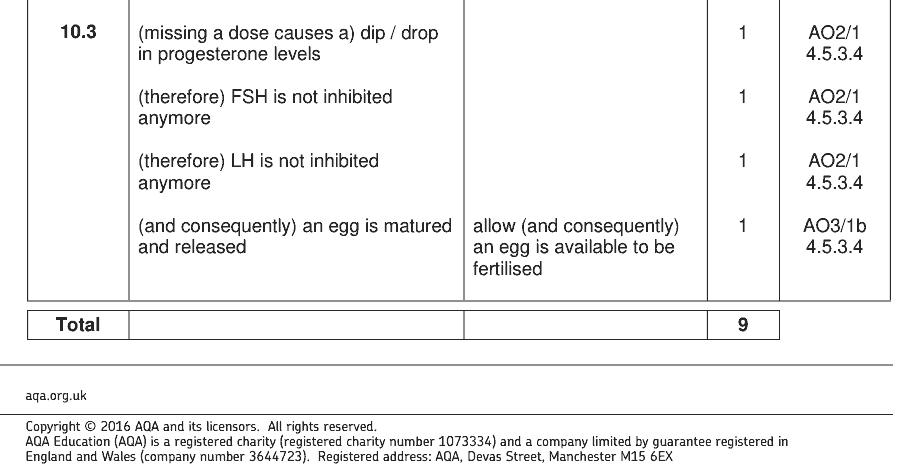 10.3 (missing a dose causes a) dip / drop 1 AO2/1
in progesterone levels 4.5.3.4
(therefore) FSH is not inhibited 1 AO2/1
anymore 4.5.3.4
(therefore) LH is not inhibited 1 AO2/1
anymore 4.5.3.4
(and consequently) an egg is matured allow (and consequently) 1 AO3/1b
and released an egg is available to be 4.5.3.4
fertilised
Total 9
aqa.org.uk
Copyright © 2016 AQA and its licensors. All rights reserved.
AQA Education (AQA) is a registered charity (registered charity number 1073334) and a company limited by guarantee registered in
England and Wales (company number 3644723). Registered address: AQA, Devas Street, Manchester M15 6EX